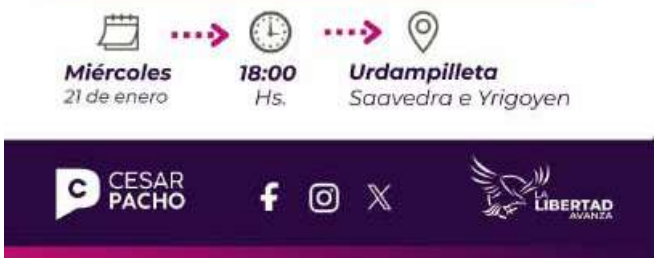 Miércoles
21 de enero
18:00
Hs.
Urdampilleta
Saavedra e Yrigoyen
C CESAR
PACHO
LA
LIBERTAD
AVANZA